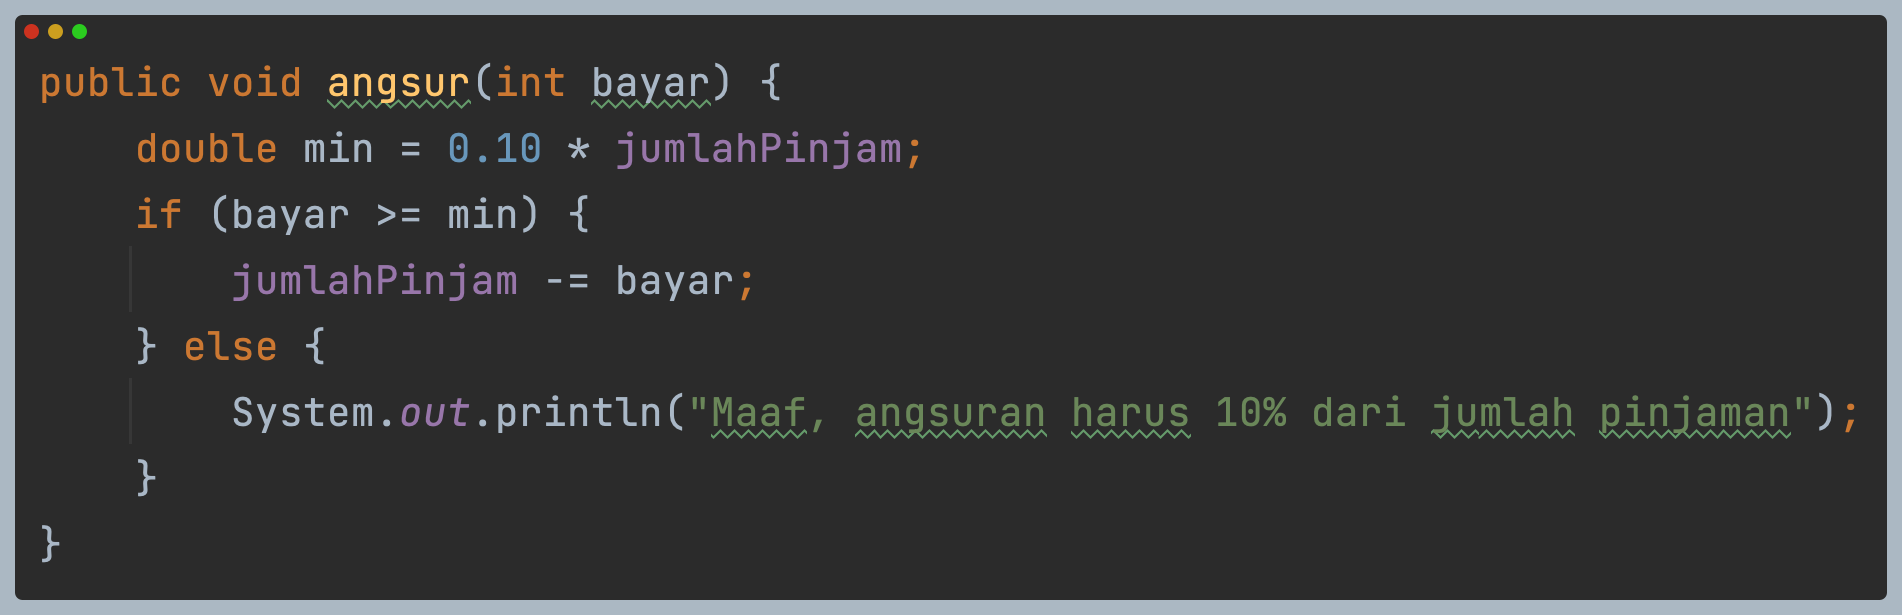 public void angsur(int bayar) {
    double min = 0.10 * jumlahPinjam;
    if (bayar >= min) {
        jumlahPinjam -= bayar;
    } else {
        System.out.println("Maaf, angsuran harus 10% dari jumlah pinjaman");
    }
}